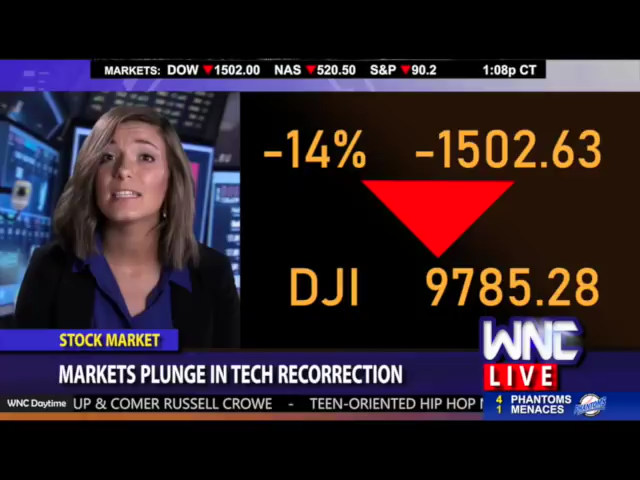 MARKETS: DOW ▼1502.00 NAS ▼520.50 S&P ▼90.2 1:08p CT
-14% -1502.63
DJI 9785.28
STOCK MARKET
WNC
MARKETS PLUNGE IN TECH RECORRECTION
LIVE
WNC Daytime UP & COMER RUSSELL CROWE - TEEN-ORIENTED HIP HOP
4 PHANTOMS
1 MENACES
PHANTOMS